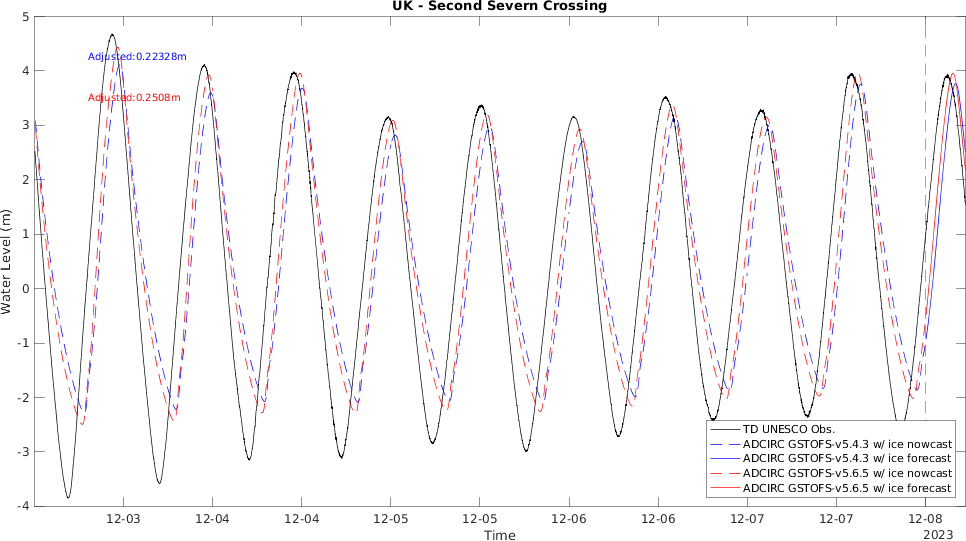 UK - Second Severn Crossing
5
4
3
2
1
0
-1
-2
-3
-4
Water Level (m)
Adjusted:0.22328m
Adjusted:0.2508m
TD UNESCO Obs.
ADCIRC GSTOFS-v5.4.3 w/ ice nowcast
ADCIRC GSTOFS-v5.4.3 w/ ice forecast
ADCIRC GSTOFS-v5.6.5 w/ ice nowcast
ADCIRC GSTOFS-v5.6.5 w/ ice forecast
12-03 12-04 12-04 12-05 12-05 12-06 12-06 12-07 12-07 12-08
2023
Time